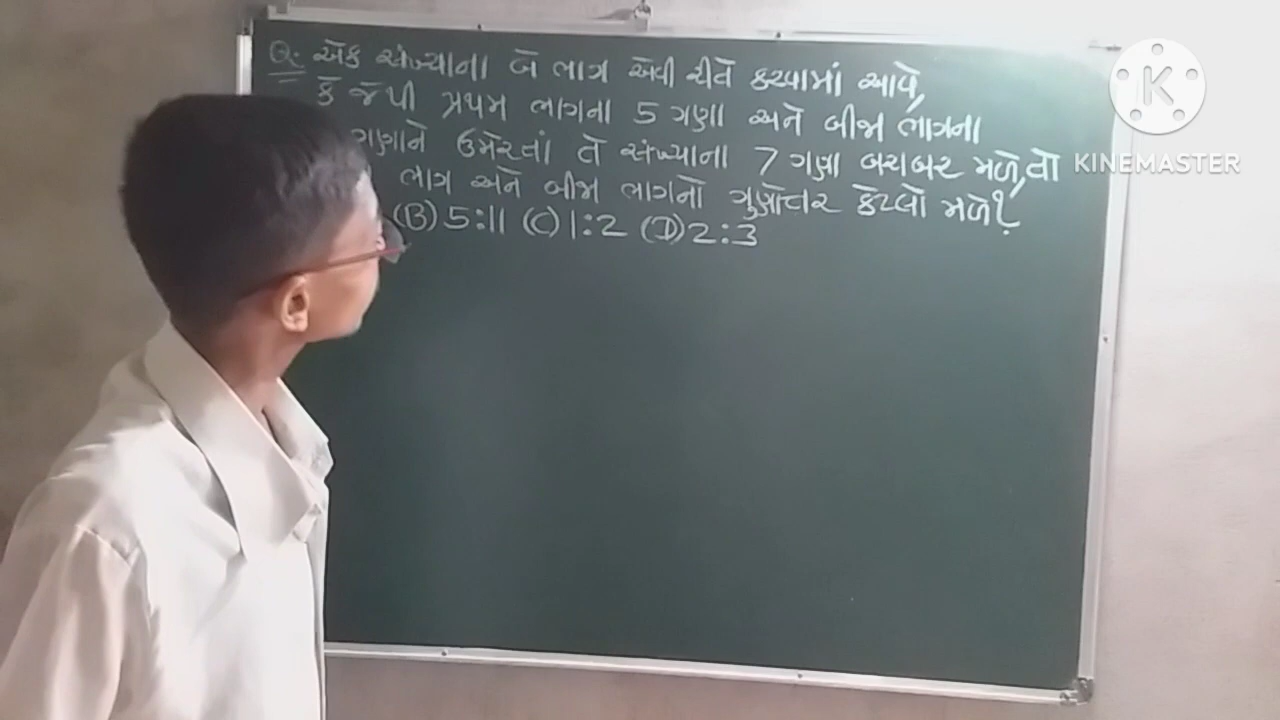 Q: એક સંખ્યાના બે ભાગ એવી રીતે કરવામાં આવે,
કે જેથી પ્રથમ ભાગના 5 ગણા અને બીજા ભાગના
ગણાને ઉમેરતાં તે સંખ્યાના 7 ગણા બરાબર મળે, તો
ભાગ અને બીજા ભાગનો ગુણોત્તર કેટલો મળે?
(B) 5:11 (C) 1:2 (D) 2:3
K
KINEMASTER